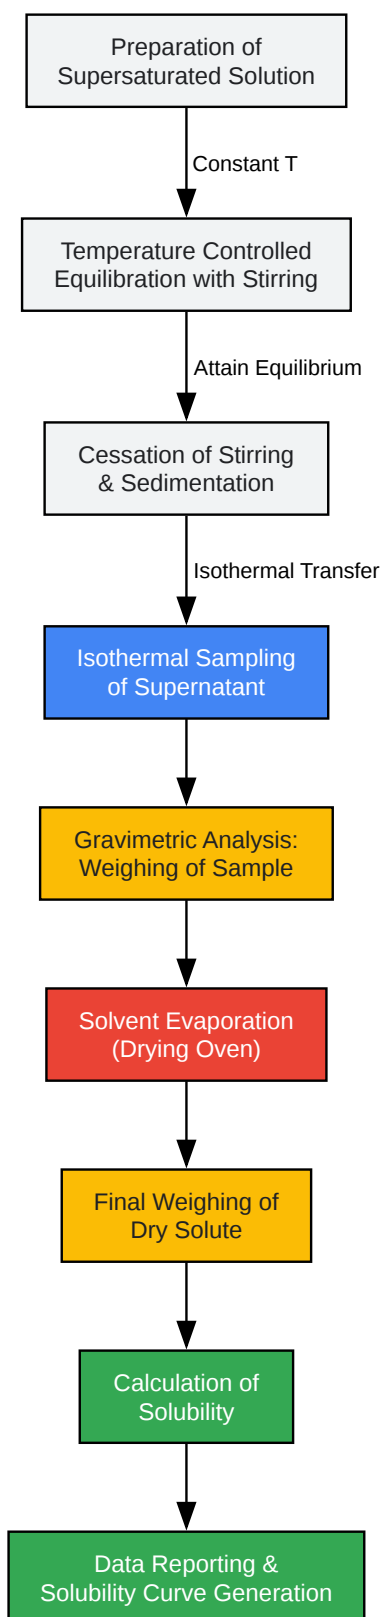 Preparation of
Supersaturated Solution
Constant T
Temperature Controlled
Equilibration with Stirring
Attain Equilibrium
Cessation of Stirring
& Sedimentation
Isothermal Transfer
Isothermal Sampling
of Supernatant
Gravimetric Analysis:
Weighing of Sample
Solvent Evaporation
(Drying Oven)
Final Weighing of
Dry Solute
Calculation of
Solubility
Data Reporting &
Solubility Curve Generation